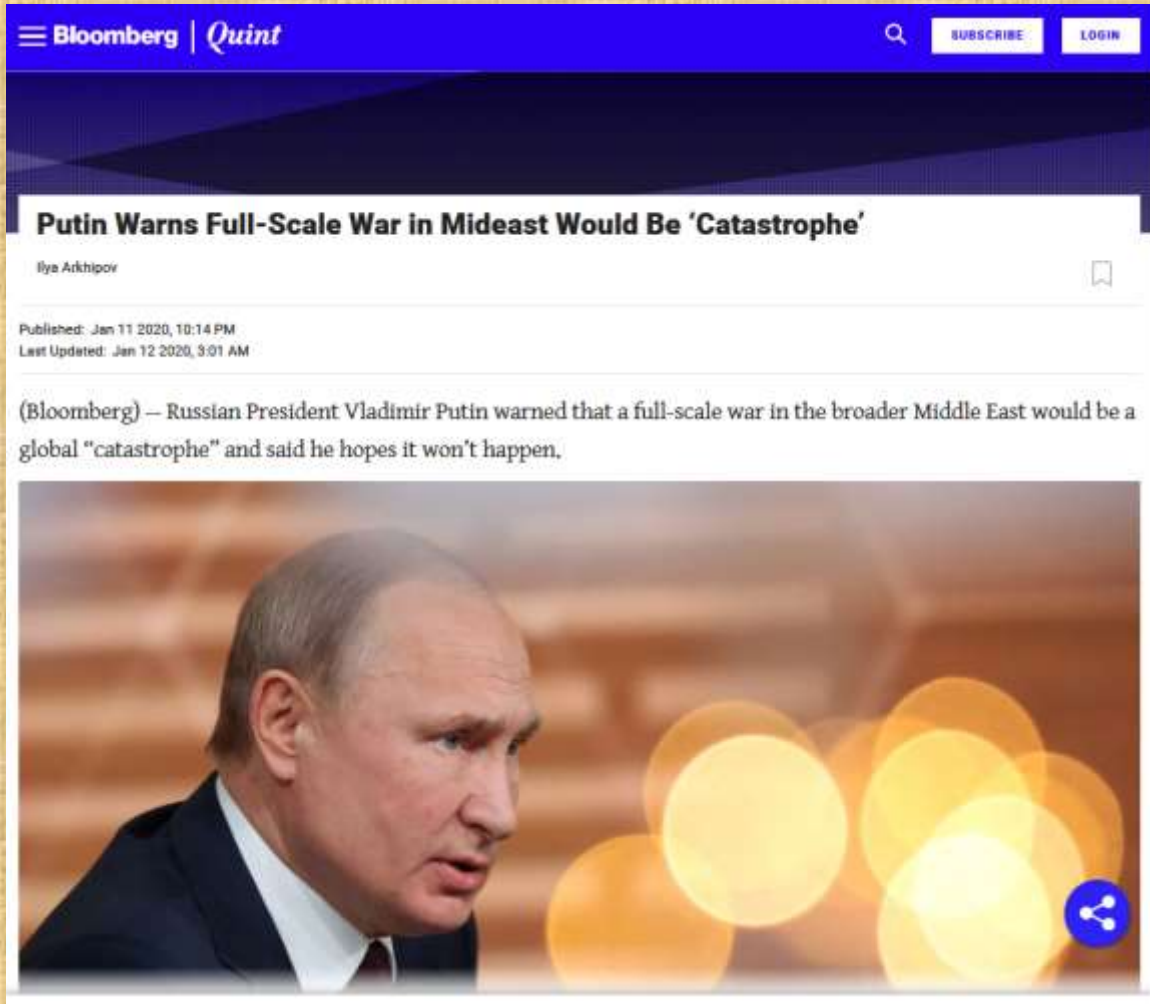 Bloomberg | Quint
SUBSCRIBE
LOGIN
Putin Warns Full-Scale War in Mideast Would Be ‘Catastrophe’
Ilya Arkhipov
Published: Jan 11 2020, 10:14 PM
Last Updated: Jan 12 2020, 3:01 AM
(Bloomberg) – Russian President Vladimir Putin warned that a full-scale war in the broader Middle East would be a
global “catastrophe” and said he hopes it won’t happen.